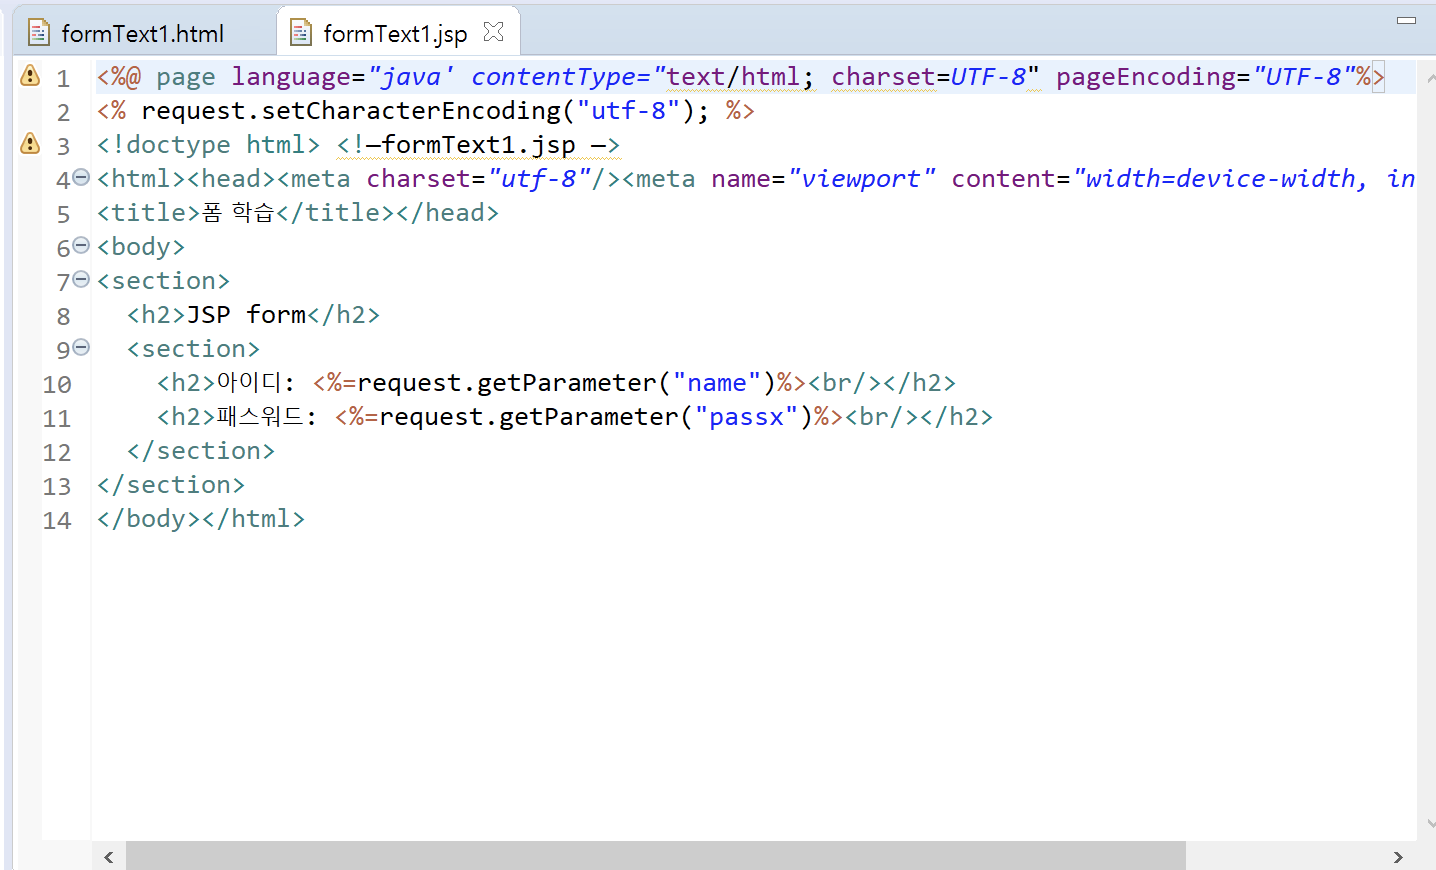 formText1.html formText1.jsp
1 <%@ page language="java' contentType="text/html; charset=UTF-8" pageEncoding="UTF-8"%>
2 <% request.setCharacterEncoding("utf-8"); %>
3 <!doctype html> <!—formText1.jsp —>
4 <html><head><meta charset="utf-8"/><meta name="viewport" content="width=device-width, in
5 <title>폼 학습</title></head>
6 <body>
7 <section>
8 <h2>JSP form</h2>
9 <section>
10 <h2>아이디: <%=request.getParameter("name")%><br/></h2>
11 <h2>패스워드: <%=request.getParameter("passx")%><br/></h2>
12 </section>
13 </section>
14 </body></html>